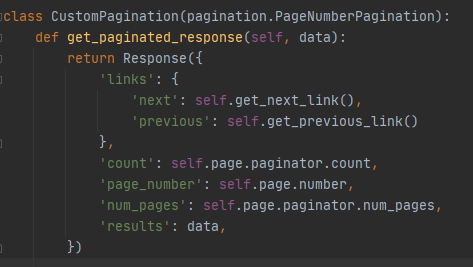 class CustomPagination(pagination.PageNumberPagination):
    def get_paginated_response(self, data):
        return Response({
            'links': {
                'next': self.get_next_link(),
                'previous': self.get_previous_link()
            },
            'count': self.page.paginator.count,
            'page_number': self.page.number,
            'num_pages': self.page.paginator.num_pages,
            'results': data,
        })